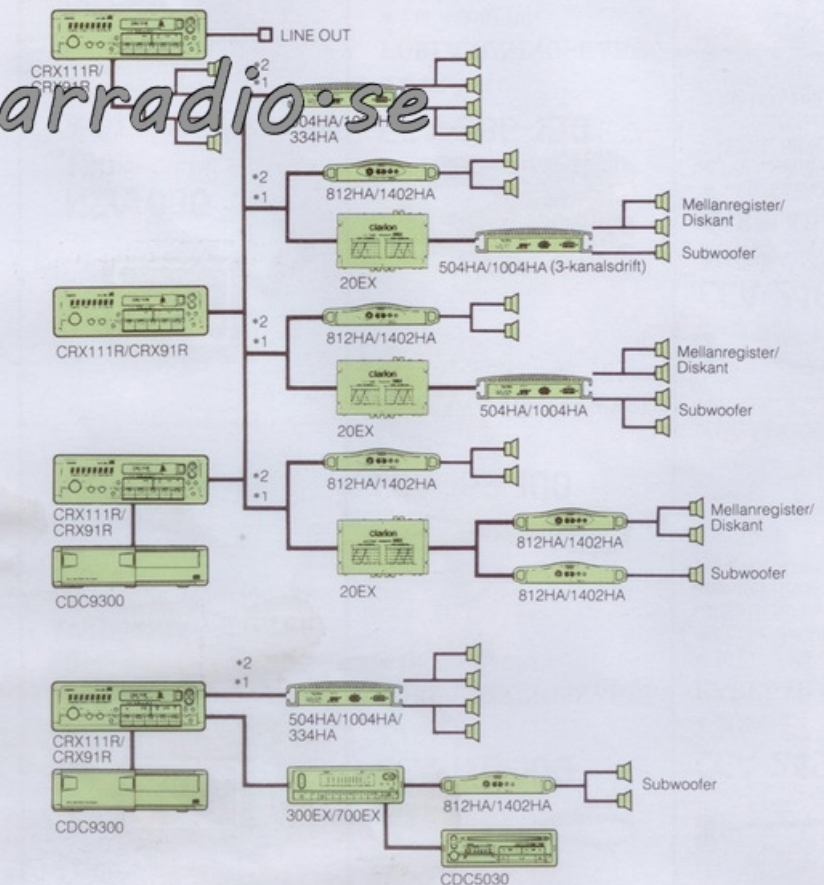 LINE OUT
CRX111R/
CRX91R
arradio.se
*2
*1
504HA/1004HA/
334HA
*2
*1
812HA/1402HA
Clarion
20EX
504HA/1004HA (3-kanalsdrift)
Mellanregister/
Diskant
Subwoofer
CRX111R/CRX91R
*2
*1
812HA/1402HA
Clarion
20EX
504HA/1004HA
Mellanregister/
Diskant
Subwoofer
CRX111R/
CRX91R
CDC9300
*2
*1
812HA/1402HA
Clarion
20EX
812HA/1402HA
Mellanregister/
Diskant
812HA/1402HA
Subwoofer
*2
*1
CRX111R/
CRX91R
CDC9300
504HA/1004HA/
334HA
300EX/700EX
812HA/1402HA
Subwoofer
CDC5030